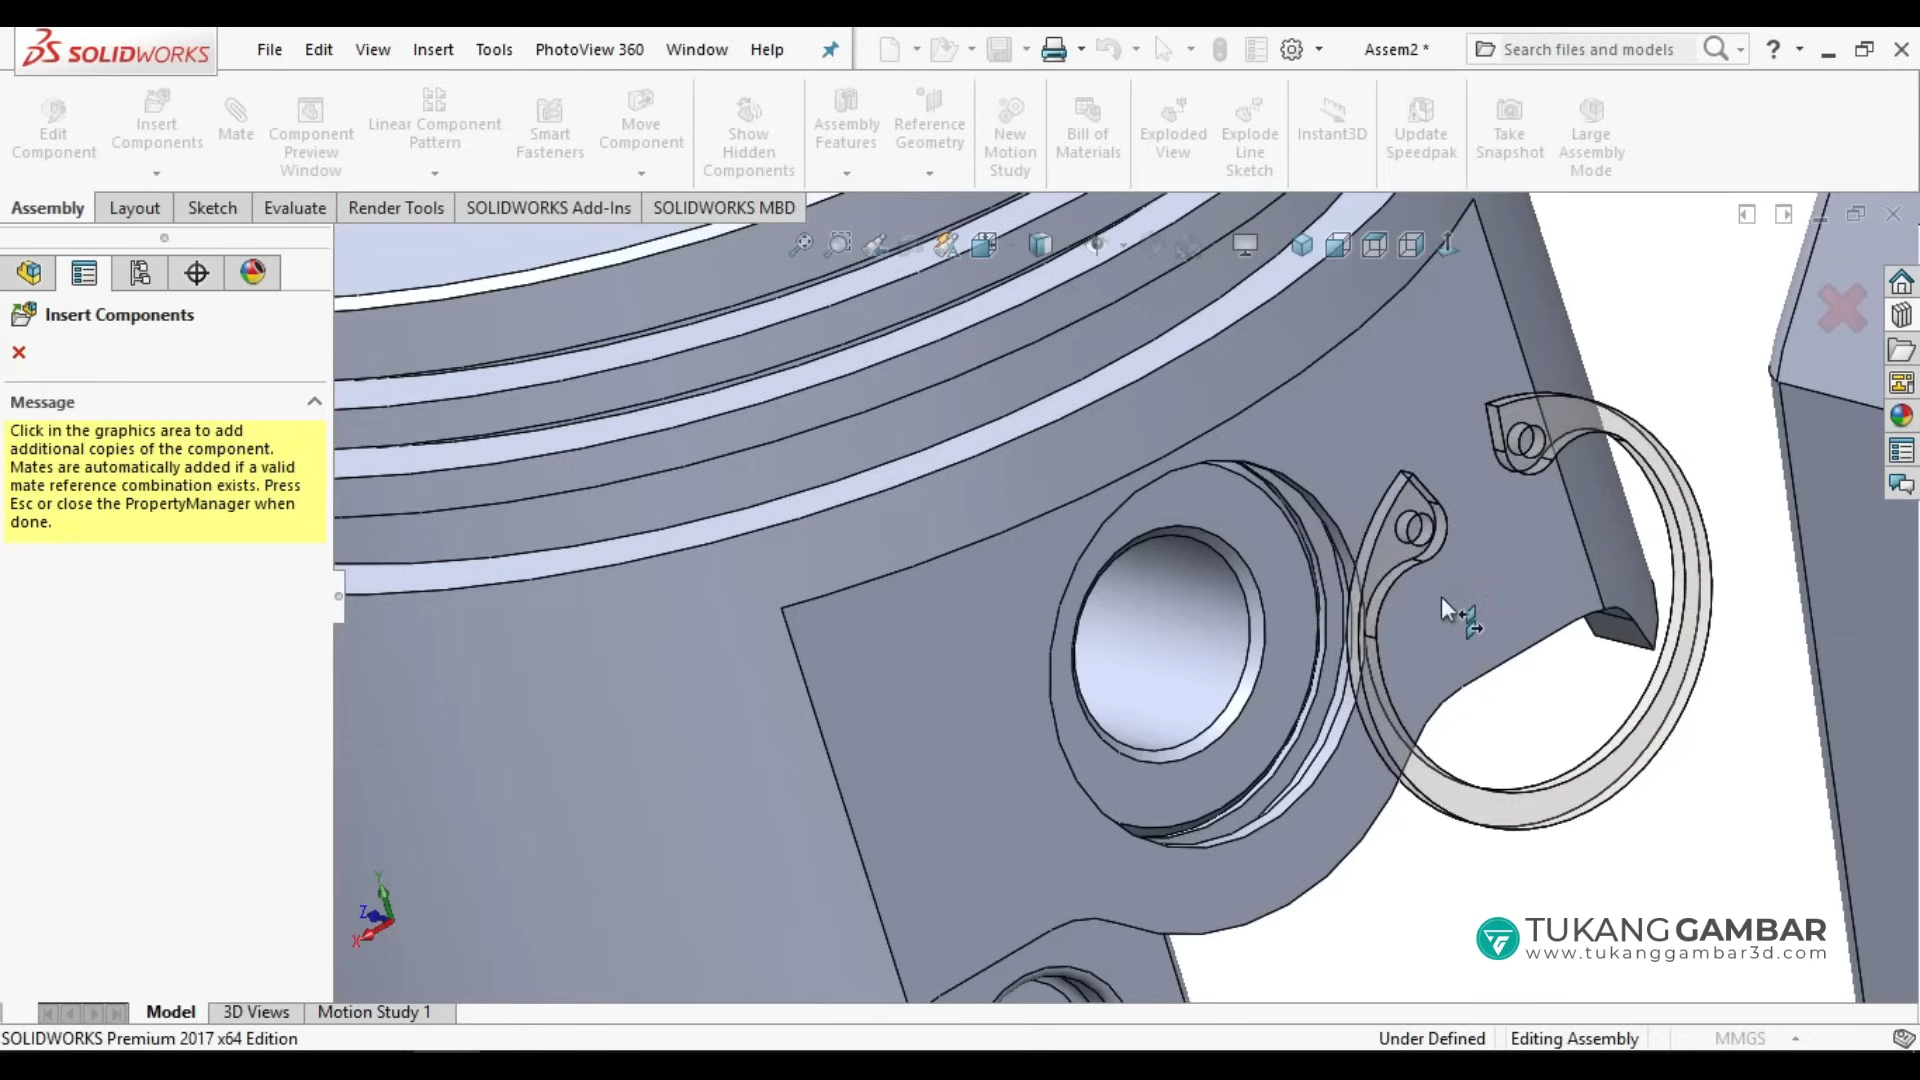 SOLIDWORKS
File Edit View Insert Tools PhotoView 360 Window Help
Assem2 *
Search files and models
?
Edit Component
Insert Components
Mate
Component Preview Window
Linear Component Pattern
Smart Fasteners
Move Component
Show Hidden Components
Assembly Features
Reference Geometry
New Motion Study
Bill of Materials
Exploded View
Explode Line Sketch
Instant3D
Update Speedpak
Take Snapshot
Large Assembly Mode
Assembly Layout Sketch Evaluate Render Tools SOLIDWORKS Add-Ins SOLIDWORKS MBD
Insert Components
Message
Click in the graphics area to add
additional copies of the component.
Mates are automatically added if a valid
mate reference combination exists. Press
Esc or close the PropertyManager when
done.
Y
Z
X
TUKANG GAMBAR
www.tukanggambar3d.com
Model 3D Views Motion Study 1
SOLIDWORKS Premium 2017 x64 Edition
Under Defined Editing Assembly MMGS